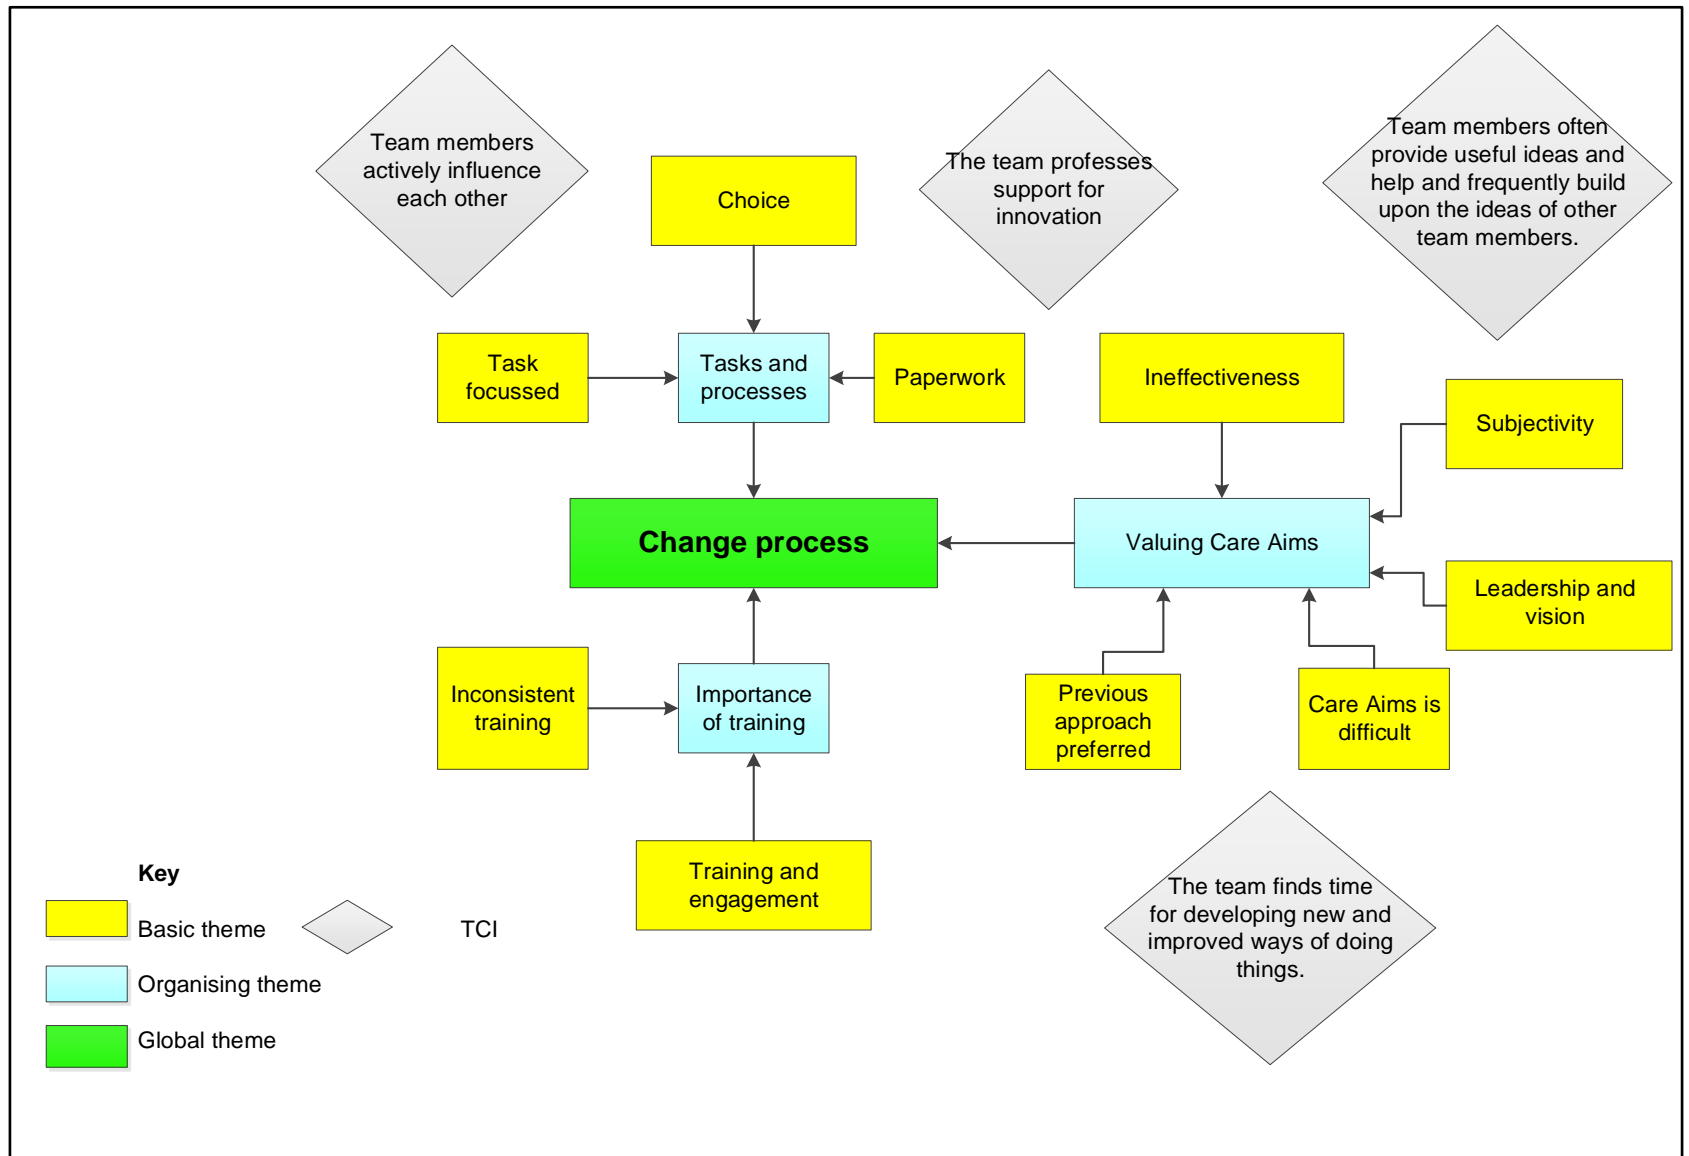 Team members
actively influence
each other
Choice
The team professes
support for
innovation
Team members often
provide useful ideas and
help and frequently build
upon the ideas of other
team members.
Task
focussed
Tasks and
processes
Paperwork
Ineffectiveness
Subjectivity
Change process
Valuing Care Aims
Leadership and
vision
Inconsistent
training
Importance
of training
Previous
approach
preferred
Care Aims is
difficult
Training and
engagement
The team finds time
for developing new and
improved ways of doing
things.
Key
Basic theme
TCI
Organising theme
Global theme